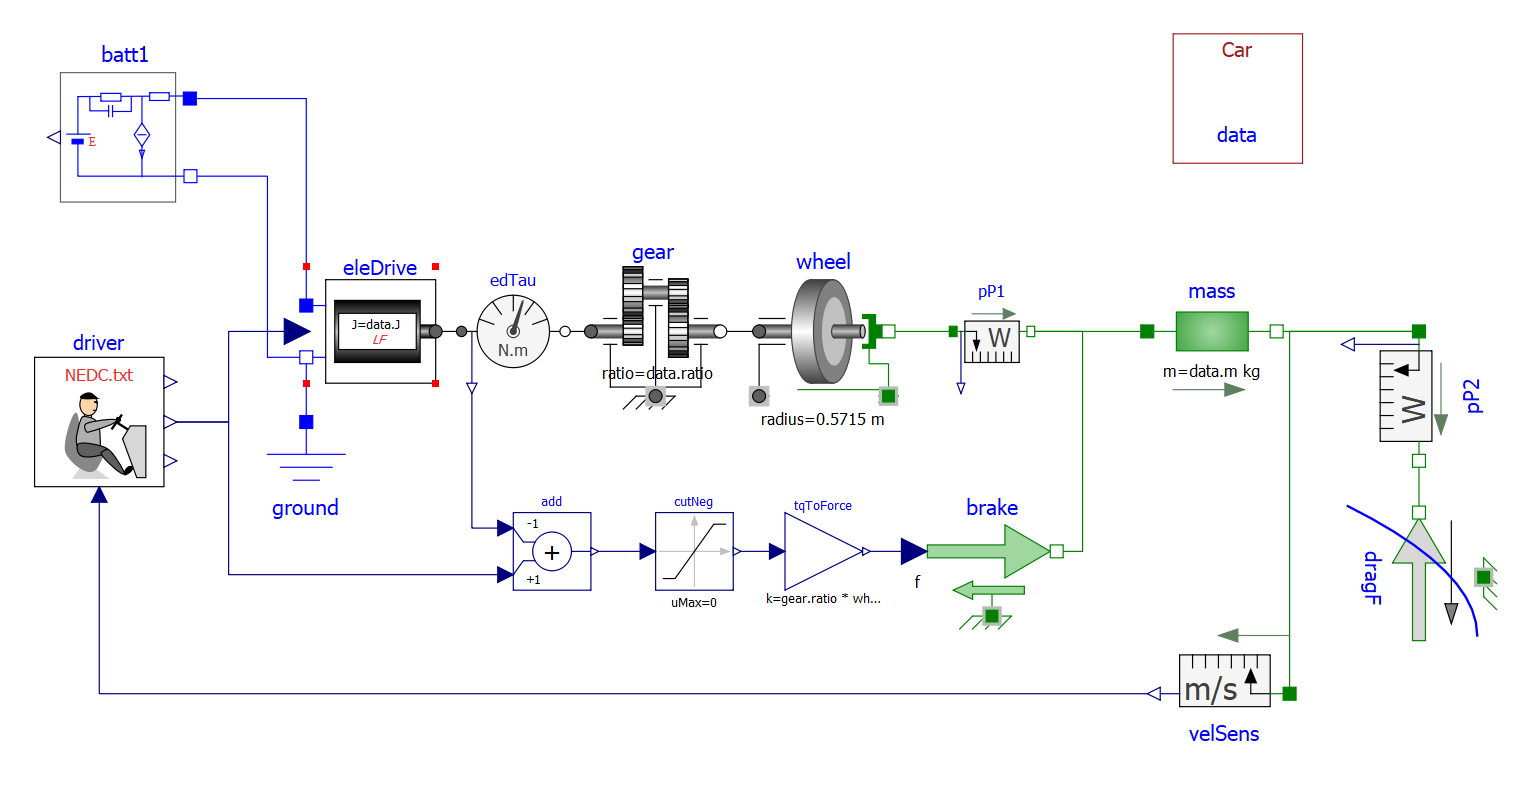 batt1
E
Car
data
driver
NEDC.txt
eleDrive
J=data.J
LF
edTau
N.m
gear
ratio=data.ratio
wheel
radius=0.5715 m
pP1
W
mass
m=data.m kg
pP2
W
ground
add
-1
+
+1
cutNeg
uMax=0
tqToForce
k=gear.ratio * wh...
brake
f
dragF
m/s
velSens